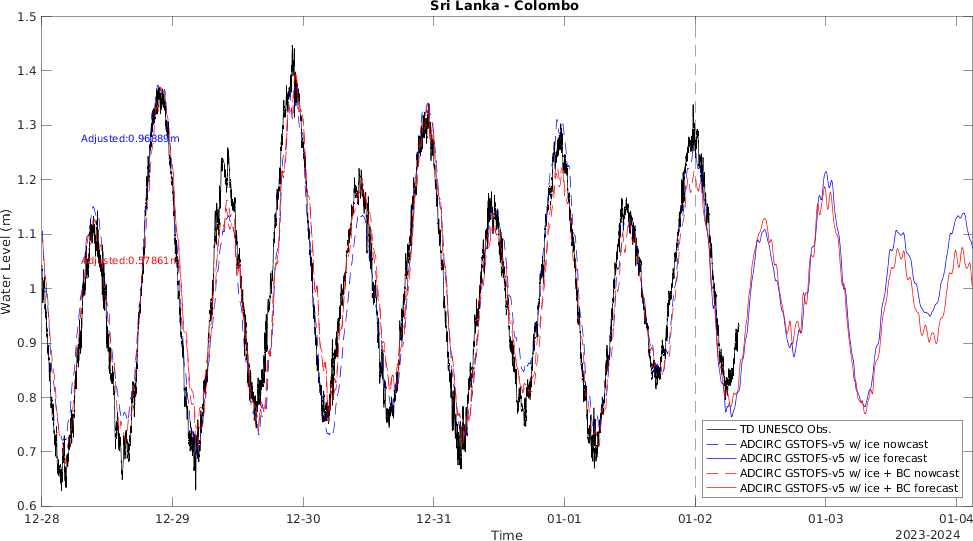 Sri Lanka - Colombo
1.5
1.4
1.3
1.2
1.1
1
0.9
0.8
0.7
0.6
Water Level (m)
Adjusted:0.96889m
Adjusted:0.57861m
TD UNESCO Obs.
ADCIRC GSTOFS-v5 w/ ice nowcast
ADCIRC GSTOFS-v5 w/ ice forecast
ADCIRC GSTOFS-v5 w/ ice + BC nowcast
ADCIRC GSTOFS-v5 w/ ice + BC forecast
12-28 12-29 12-30 12-31 01-01 01-02 01-03 01-04
Time
2023-2024